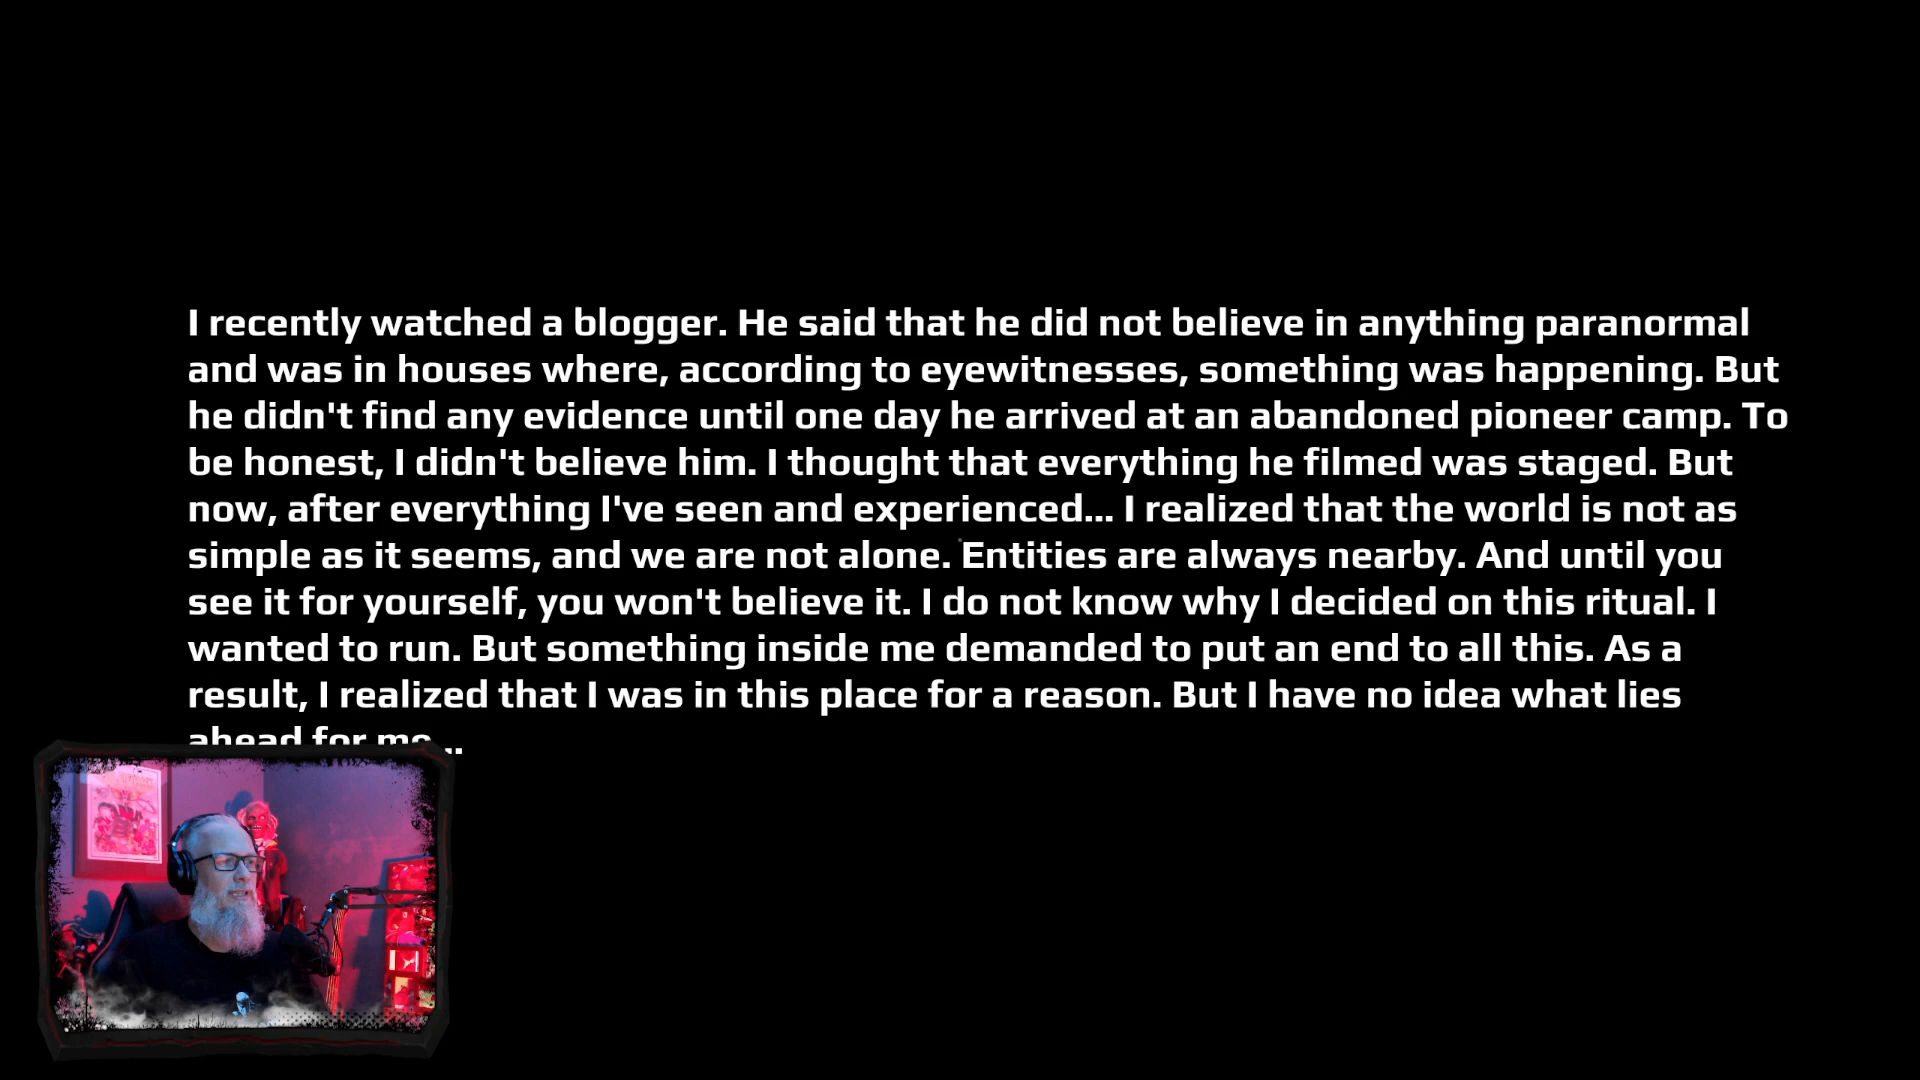 I recently watched a blogger. He said that he did not believe in anything paranormal
and was in houses where, according to eyewitnesses, something was happening. But
he didn't find any evidence until one day he arrived at an abandoned pioneer camp. To
be honest, I didn't believe him. I thought that everything he filmed was staged. But
now, after everything I've seen and experienced... I realized that the world is not as
simple as it seems, and we are not alone. Entities are always nearby. And until you
see it for yourself, you won't believe it. I do not know why I decided on this ritual. I
wanted to run. But something inside me demanded to put an end to all this. As a
result, I realized that I was in this place for a reason. But I have no idea what lies
ahead for me...